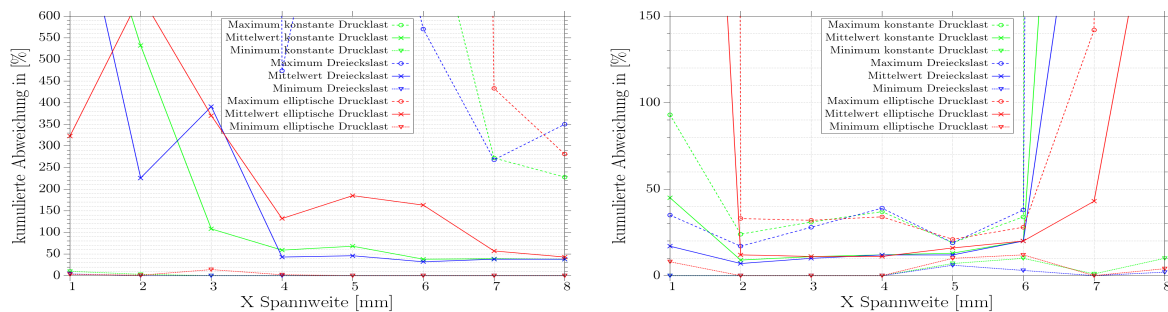 kumulierte Abweichung in [%]
600
550
500
450
400
350
300
250
200
150
100
50
0
Maximum konstante Drucklast
Mittelwert konstante Drucklast
Minimum konstante Drucklast
Maximum Dreieckslast
Mittelwert Dreieckslast
Minimum Dreieckslast
Maximum elliptische Drucklast
Mittelwert elliptische Drucklast
Minimum elliptische Drucklast
1 2 3 4 5 6 7 8
X Spannweite [mm]
kumulierte Abweichung in [%]
150
100
50
0
Maximum konstante Drucklast
Mittelwert konstante Drucklast
Minimum konstante Drucklast
Maximum Dreieckslast
Mittelwert Dreieckslast
Minimum Dreieckslast
Maximum elliptische Drucklast
Mittelwert elliptische Drucklast
Minimum elliptische Drucklast
1 2 3 4 5 6 7 8
X Spannweite [mm]